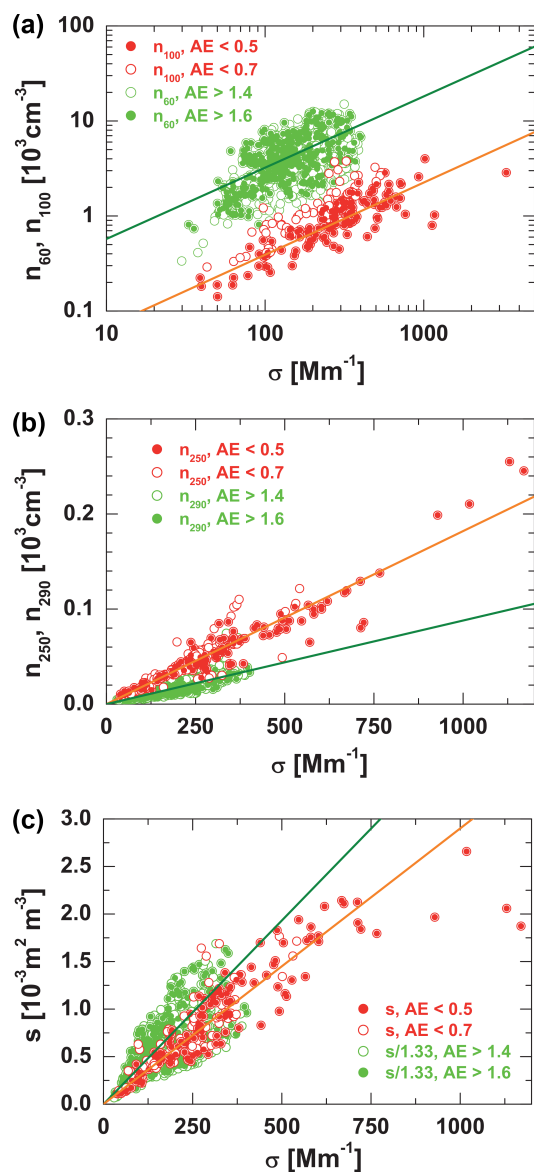 (a)
n₁₀₀, AE < 0.5
n₁₀₀, AE < 0.7
n₆₀, AE > 1.4
n₆₀, AE > 1.6
n₆₀, n₁₀₀ [10³cm⁻³]
100
10
1
0.1
10 100 1000
σ [Mm⁻¹]
(b)
n₂₅₀, AE < 0.5
n₂₅₀, AE < 0.7
n₂₉₀, AE > 1.4
n₂₉₀, AE > 1.6
n₂₅₀, n₂₉₀ [10³cm⁻³]
0.3
0.2
0.1
0.0
0 250 500 750 1000
σ [Mm⁻¹]
(c)
s [10⁻³m² m⁻³]
3.0
2.5
2.0
1.5
1.0
0.5
0.0
s, AE < 0.5
s, AE < 0.7
s/1.33, AE > 1.4
s/1.33, AE > 1.6
0 250 500 750 1000
σ [Mm⁻¹]